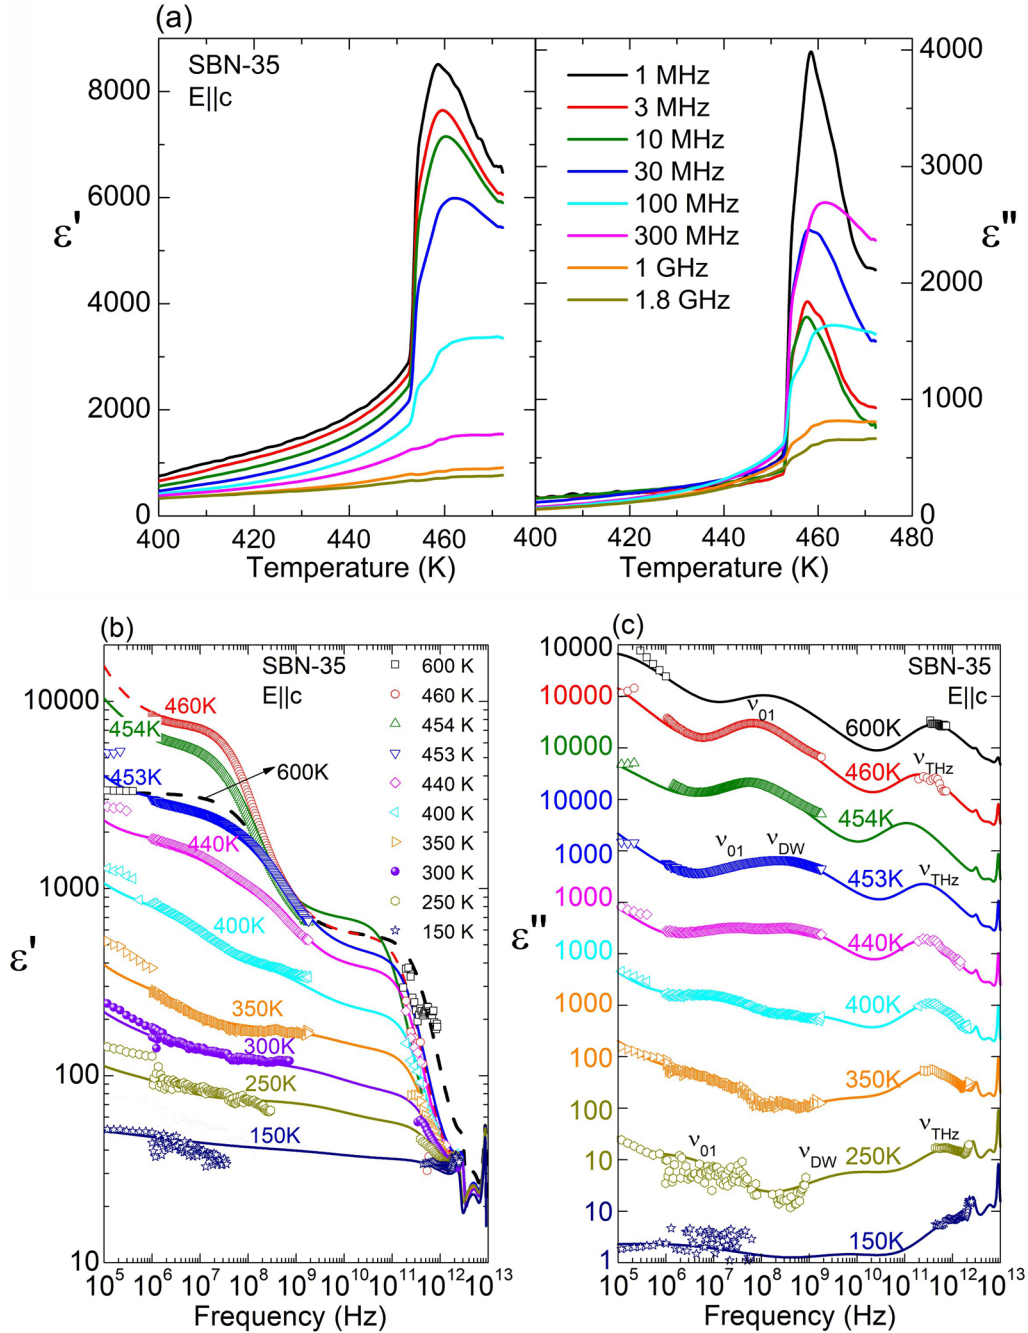 (a)
SBN-35
E||c
8000
6000
4000
2000
0
ε'
400 420 440 460
Temperature (K)
1 MHz
3 MHz
10 MHz
30 MHz
100 MHz
300 MHz
1 GHz
1.8 GHz
4000
3000
2000
1000
0
ε''
400 420 440 460 480
Temperature (K)
(b)
SBN-35
E||c
10000
1000
100
10
ε'
460K
454K
453K
600K
440K
400K
350K
300K
250K
150K
600 K
460 K
454 K
453 K
440 K
400 K
350 K
300 K
250 K
150 K
10^5 10^6 10^7 10^8 10^9 10^10 10^11 10^12 10^13
Frequency (Hz)
(c)
SBN-35
E||c
10000
10000
10000
10000
1000
1000
1000
1000
100
100
10
10
1
ε''
ν01
600K
νTHz
460K
454K
ν01
νDW
νTHz
453K
440K
400K
350K
ν01
νDW
νTHz
250K
150K
10^5 10^6 10^7 10^8 10^9 10^10 10^11 10^12 10^13
Frequency (Hz)